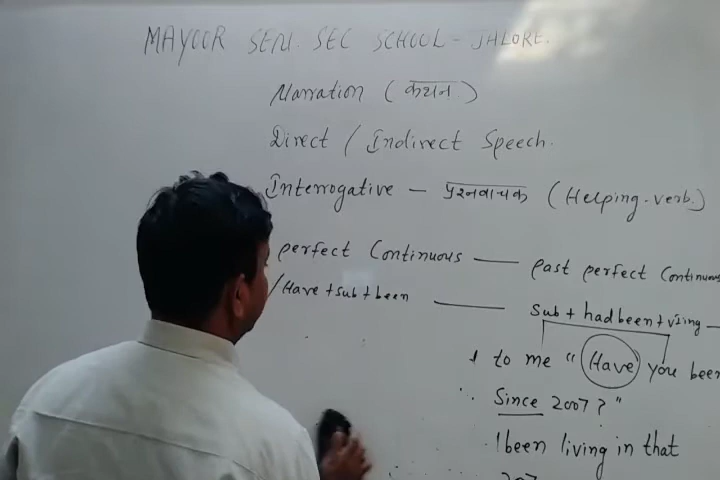 MAYOOR SENI. SEC SCHOOL - JALORE.
Narration (कथन)
Direct / Indirect Speech.
Interrogative - प्रश्नवाचक (Helping-verb.)
perfect Continuous — Past perfect Continuous
/Have + sub + been — Sub + had been + v1ing —
to me " Have you been
Since 2007 ? "
been living in that